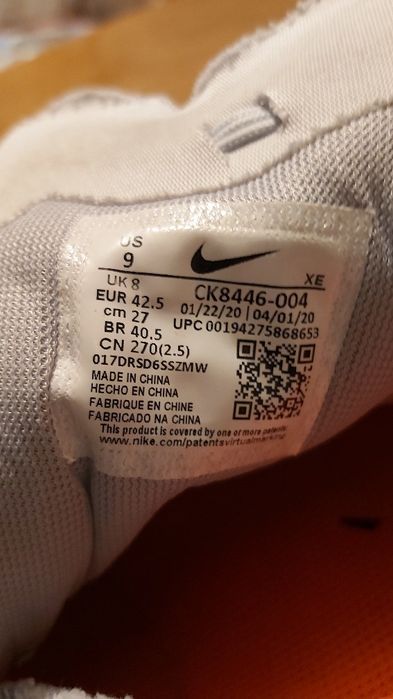 US
9
XE
UK 8
CK8446-004
EUR 42.5
01/22/20 | 04/01/20
cm 27
UPC 00194275868653
BR 40.5
CN 270(2.5)
017DRSD6SSZMW
MADE IN CHINA
HECHO EN CHINA
FABRIQUE EN CHINE
FABRICADO NA CHINA
This product is covered by one of more patents
www.nike.com/patentsvirtualmarking